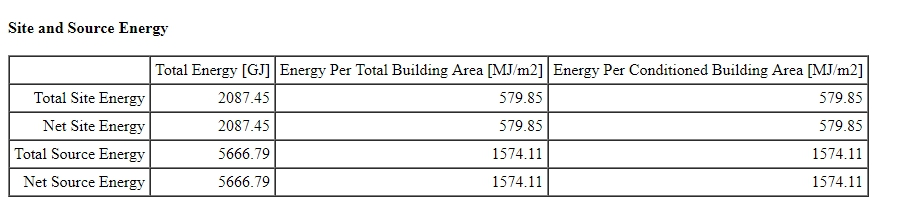 Site and Source Energy
Total Energy [GJ] Energy Per Total Building Area [MJ/m2] Energy Per Conditioned Building Area [MJ/m2]
Total Site Energy 2087.45 579.85 579.85
Net Site Energy 2087.45 579.85 579.85
Total Source Energy 5666.79 1574.11 1574.11
Net Source Energy 5666.79 1574.11 1574.11